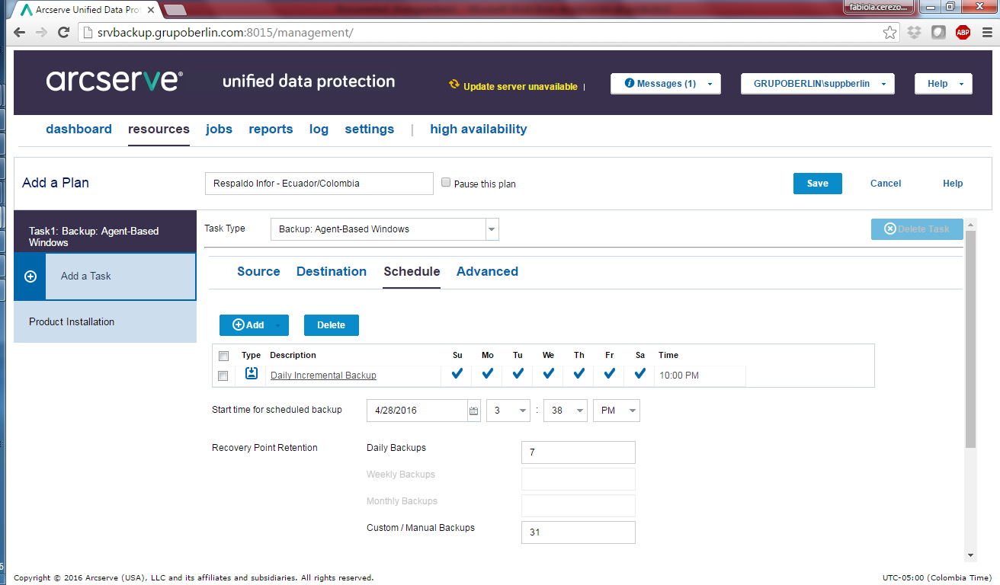 Arcserve Unified Data Pro
fabiola.cerezo...
srvbackup.grupoberlin.com:8015/management/
ABP
arcserve®
unified data protection
Update server unavailable |
Messages (1)
GRUPOBERLIN\suppberlin
Help
dashboard resources jobs reports log settings | high availability
Add a Plan
Respaldo Infor - Ecuador/Colombia
Pause this plan
Save
Cancel
Help
Task1: Backup: Agent-Based
Windows
Add a Task
Product Installation
Task Type
Backup: Agent-Based Windows
Delete Task
Source Destination Schedule Advanced
Add
Delete
Type Description Su Mo Tu We Th Fr Sa Time
Daily Incremental Backup 10:00 PM
Start time for scheduled backup 4/28/2016 3 : 38 PM
Recovery Point Retention Daily Backups 7
Weekly Backups
Monthly Backups
Custom / Manual Backups 31
Copyright © 2016 Arcserve (USA), LLC and its affiliates and subsidiaries. All rights reserved.
UTC-05:00 (Colombia Time)